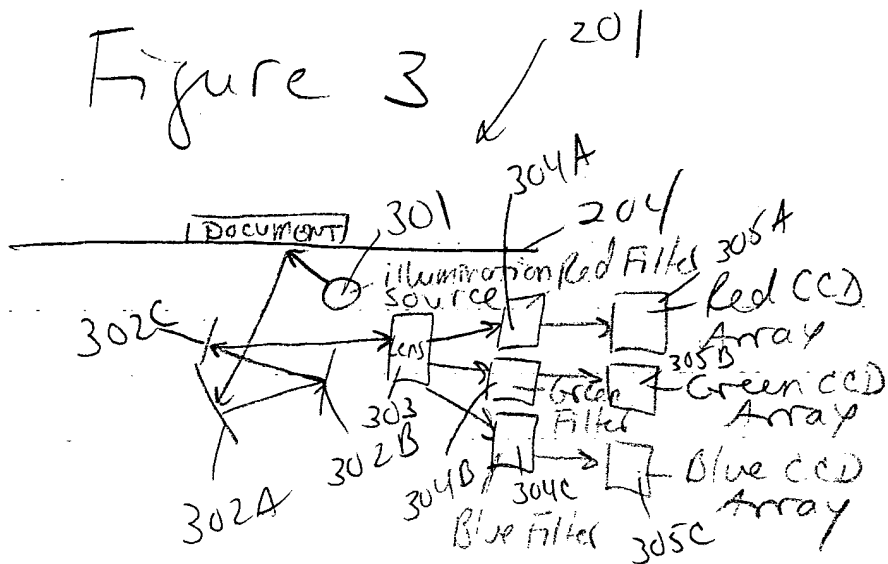 Figure 3
201
304A
DOCUMENT
301
204
305A
illumination
source
Red Filter
Red CCD
Array
302C
Lens
305B
303
Green
Filter
Green CCD
Array
302B
302A
304B
304C
Blue Filter
305C
Blue CCD
Array